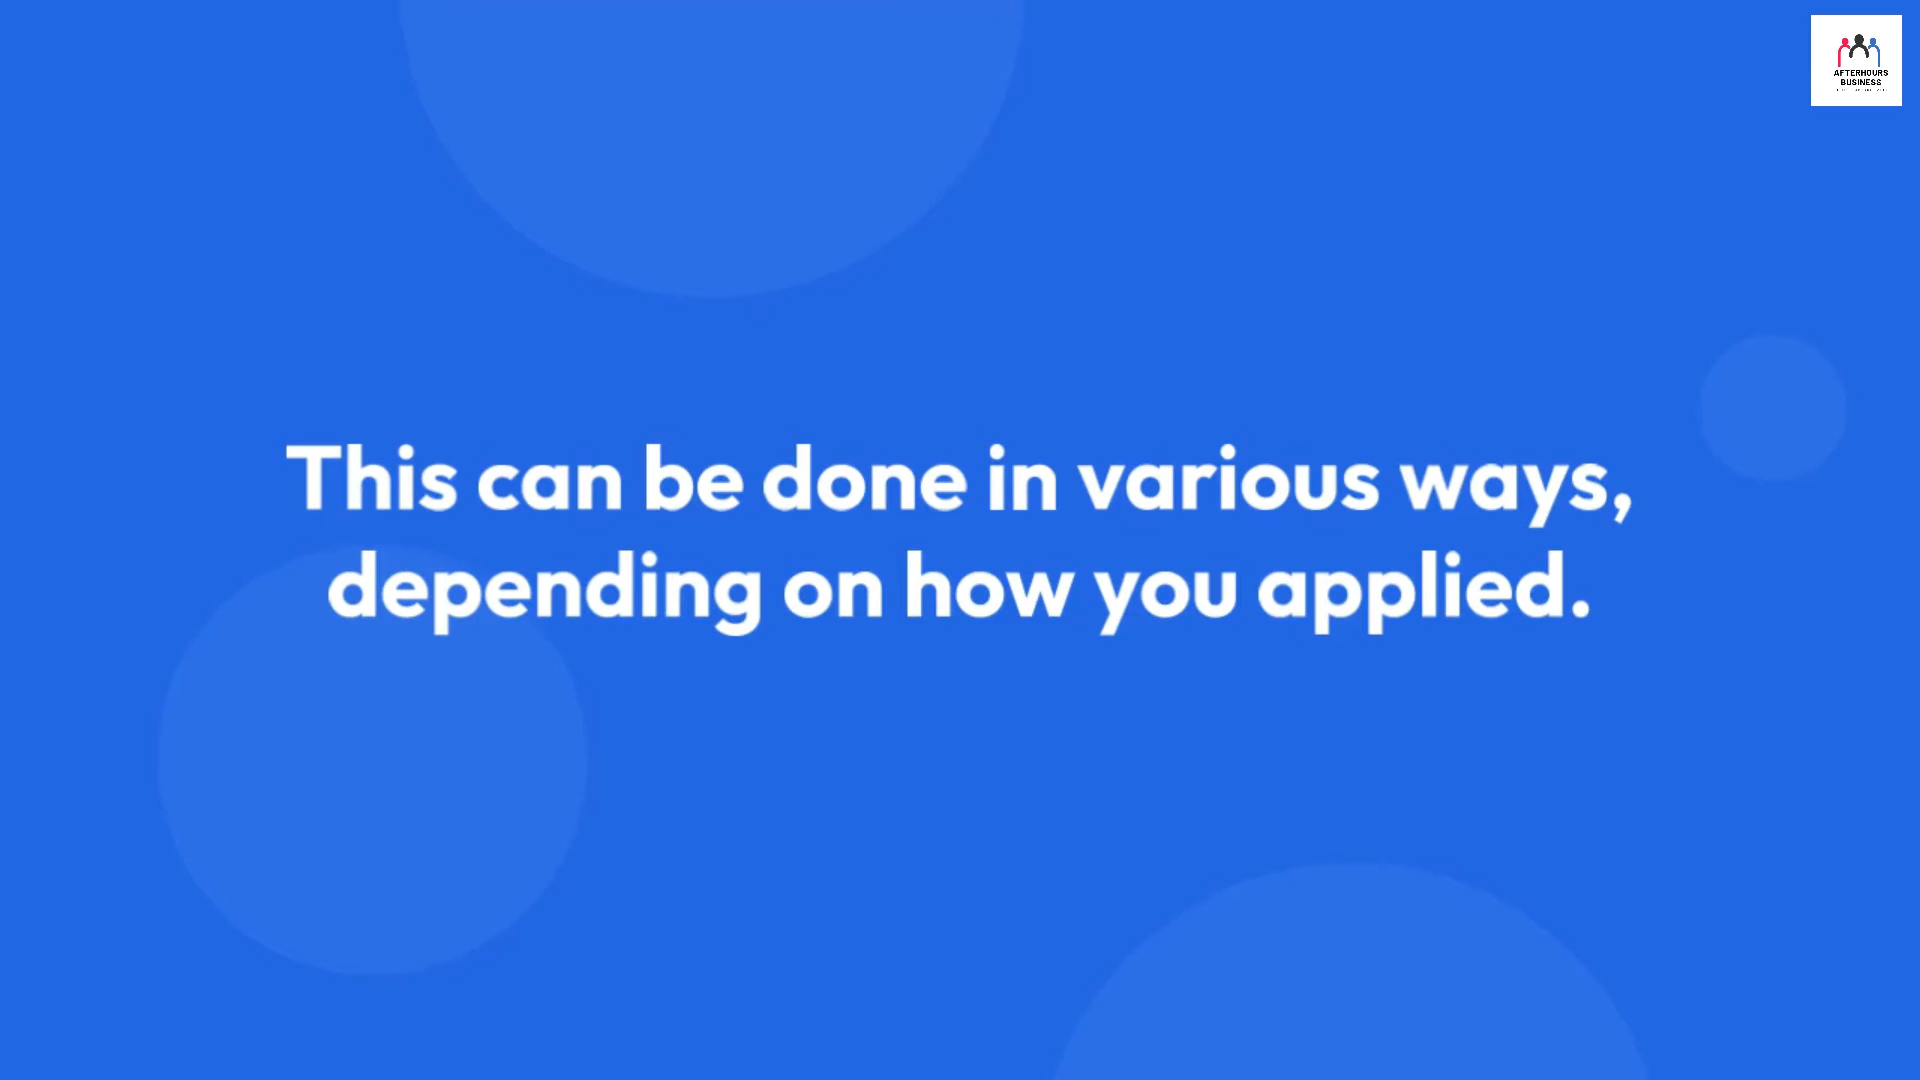 AFTERHOURS
BUSINESS
This can be done in various ways,
depending on how you applied.